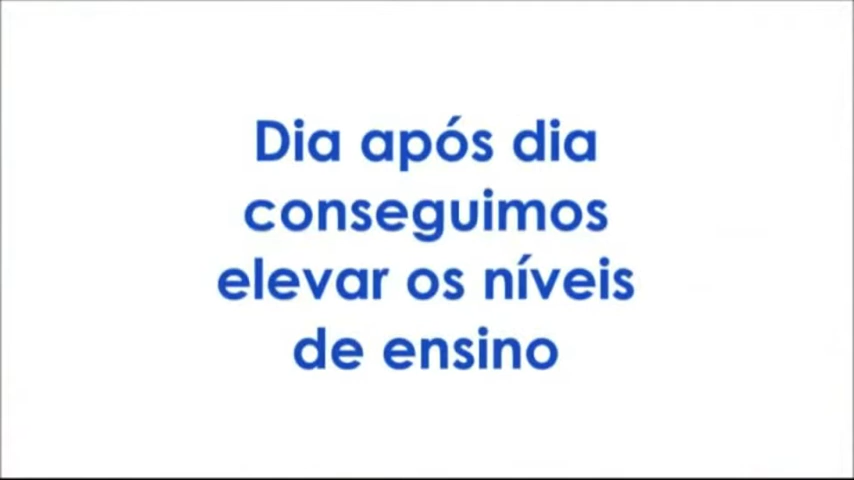 Dia após dia
conseguimos
elevar os níveis
de ensino